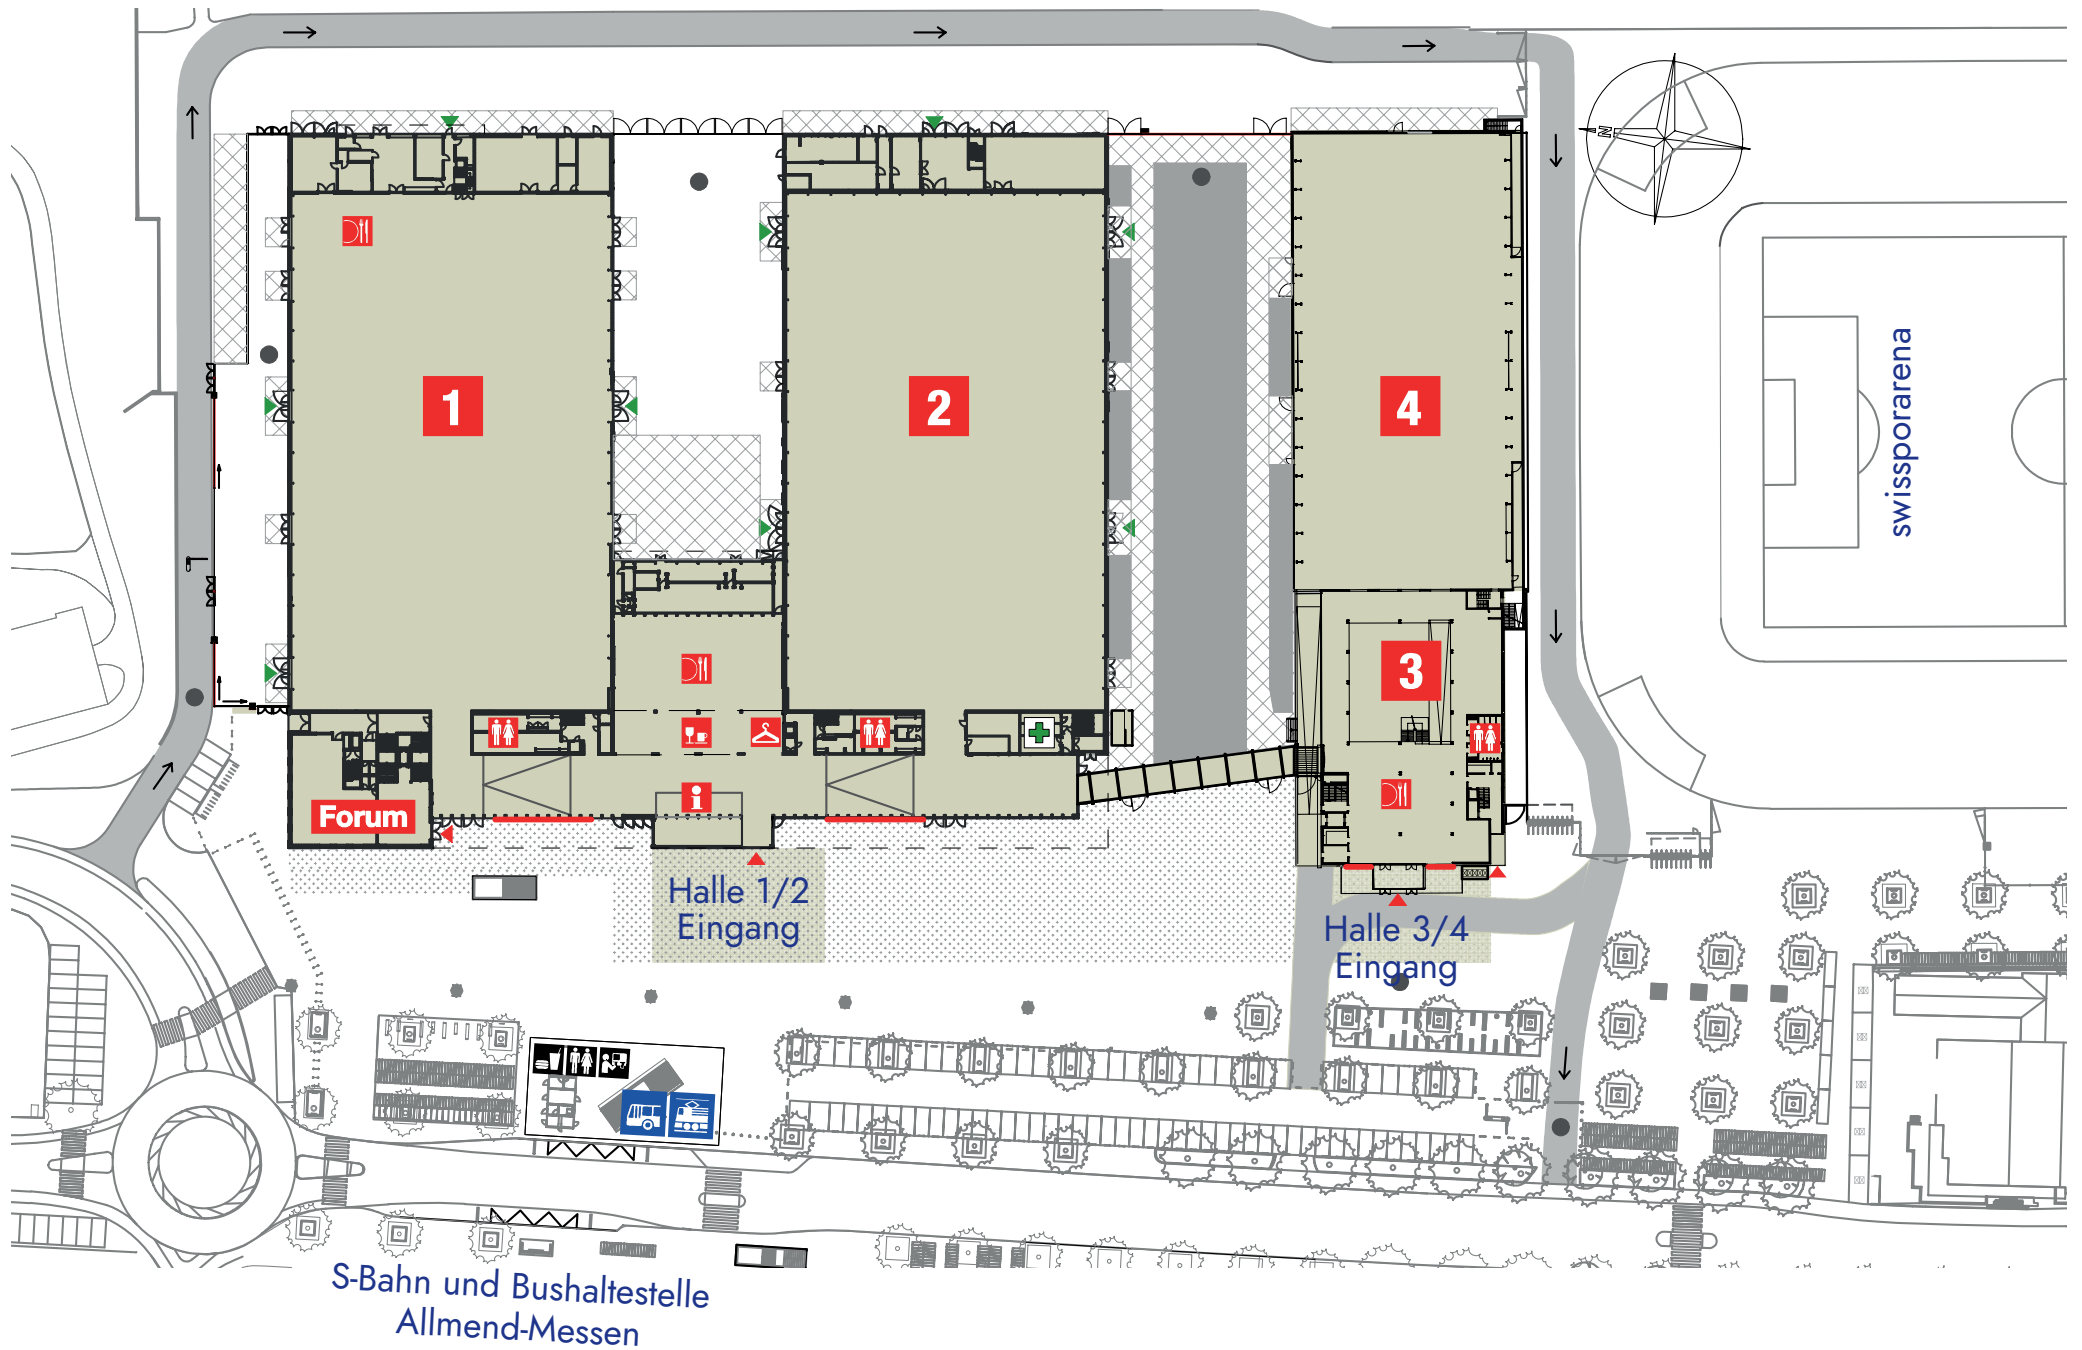 N
1
2
4
swissporarena
3
Forum
i
Halle 1/2
Eingang
Halle 3/4
Eingang
S-Bahn und Bushaltestelle
Allmend-Messen